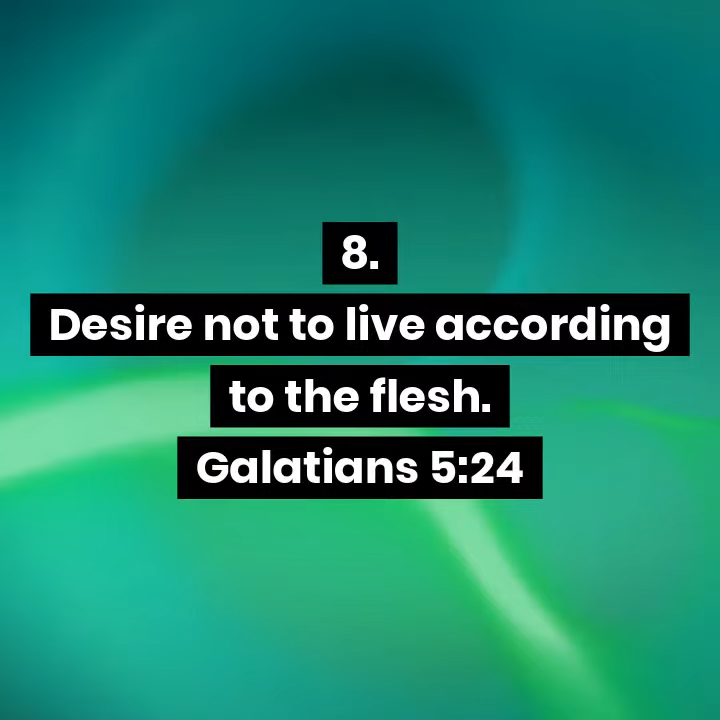 8.
Desire not to live according
to the flesh.
Galatians 5:24